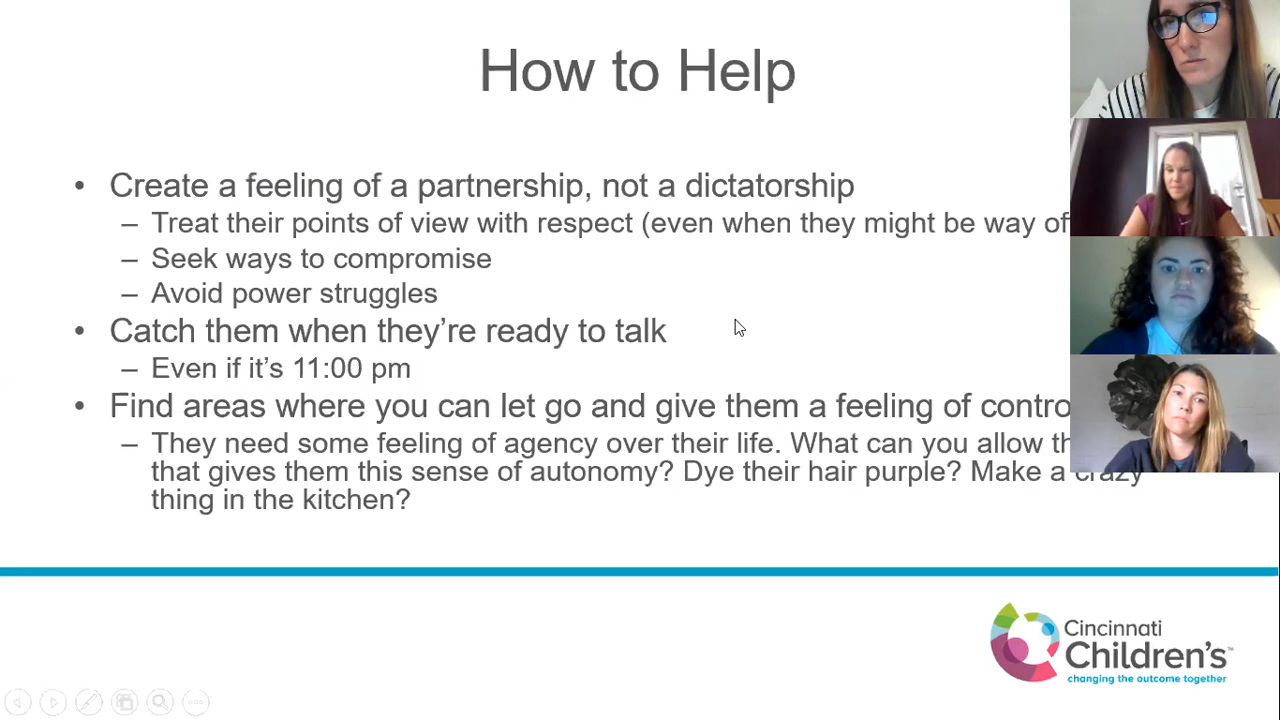 How to Help
• Create a feeling of a partnership, not a dictatorship
– Treat their points of view with respect (even when they might be way
– Seek ways to compromise
– Avoid power struggles
• Catch them when they're ready to talk
– Even if it's 11:00 pm
• Find areas where you can let go and give them a feeling of
– They need some feeling of agency over their life. What can you allow
that gives them this sense of autonomy? Dye their hair purple? Make a crazy
thing in the kitchen?
Cincinnati
Children's™
changing the outcome together